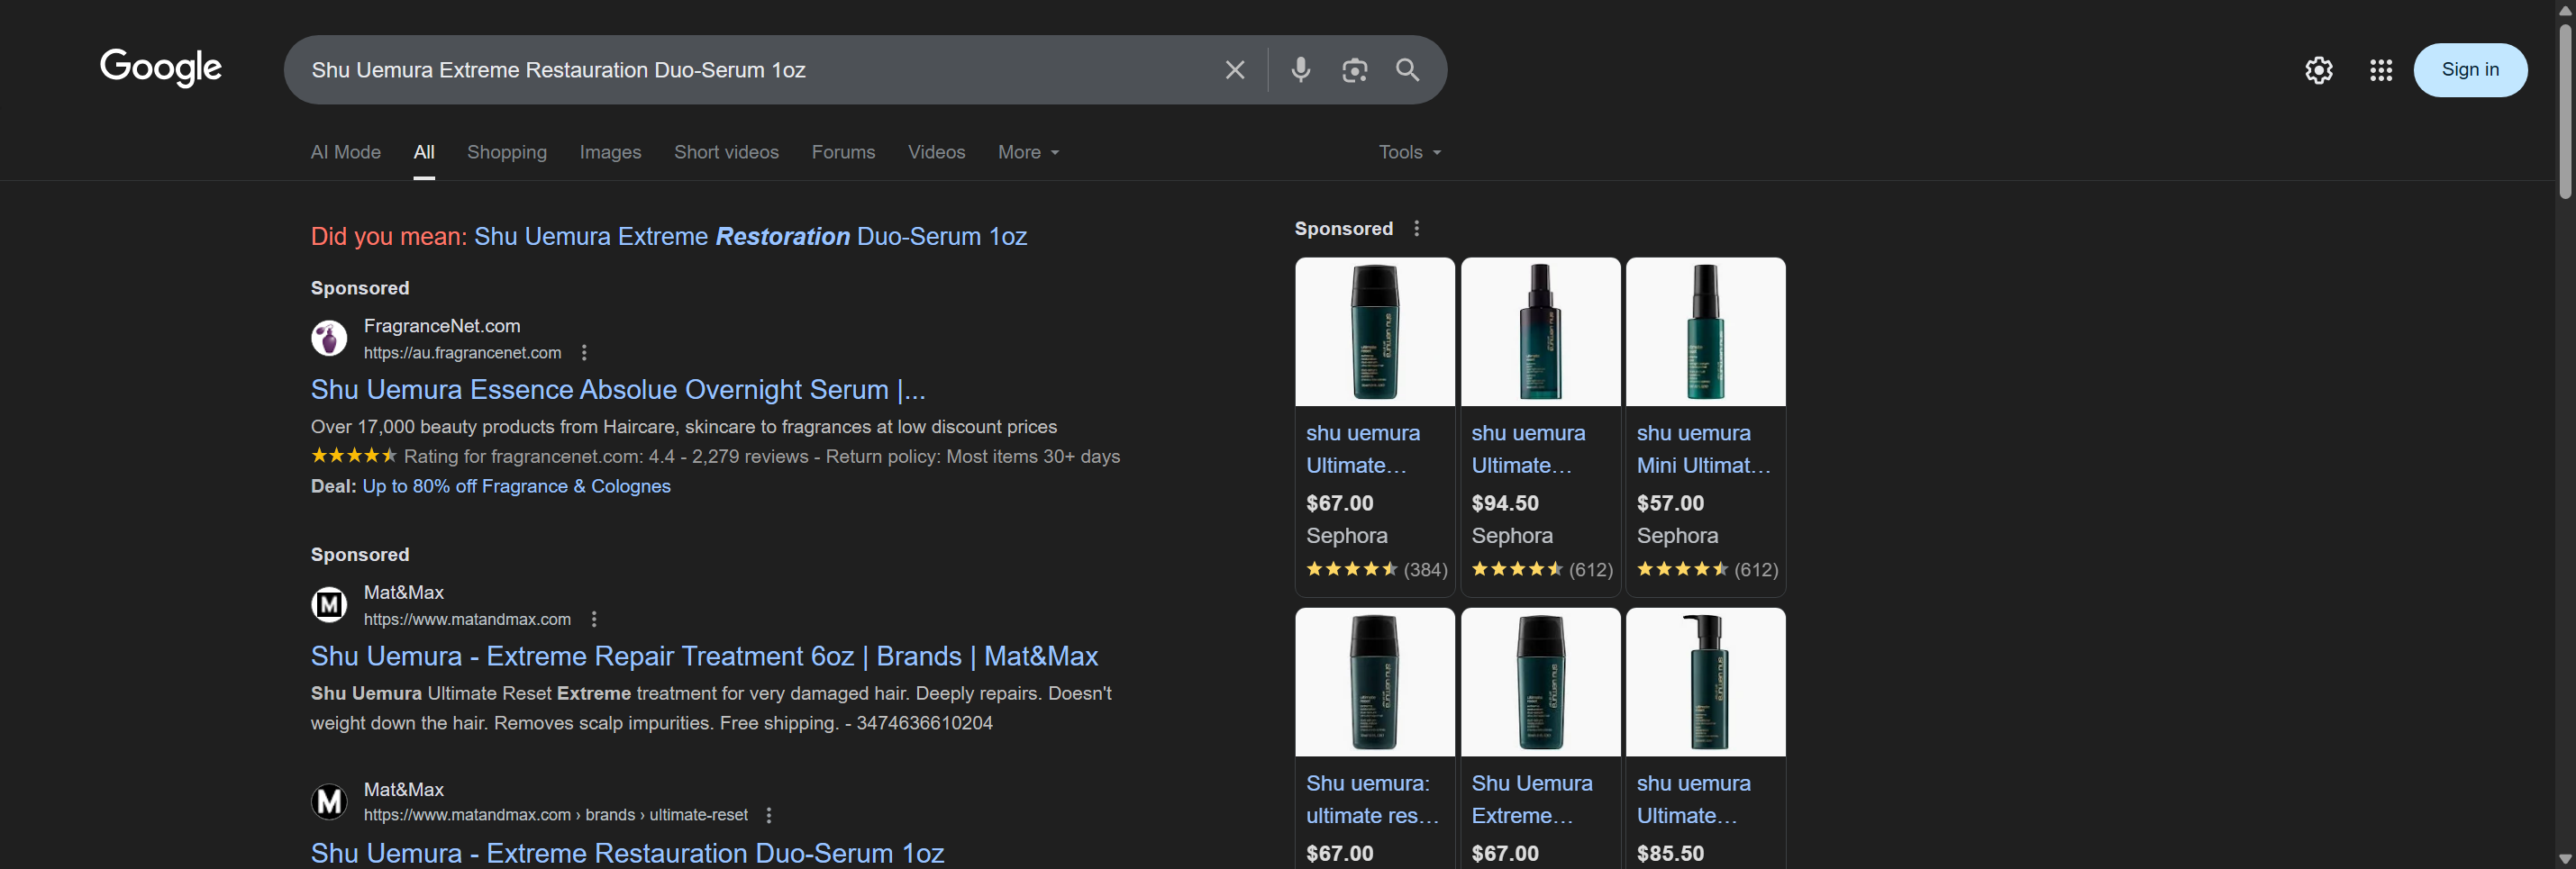 Google
Shu Uemura Extreme Restauration Duo-Serum 1oz
Sign in
AI Mode
All
Shopping
Images
Short videos
Forums
Videos
More
Tools
Did you mean: Shu Uemura Extreme Restoration Duo-Serum 1oz
Sponsored
FragranceNet.com
https://au.fragrancenet.com
Shu Uemura Essence Absolue Overnight Serum |...
Over 17,000 beauty products from Haircare, skincare to fragrances at low discount prices
Rating for fragrancenet.com: 4.4 - 2,279 reviews - Return policy: Most items 30+ days
Deal: Up to 80% off Fragrance & Colognes
Sponsored
M
Mat&Max
https://www.matandmax.com
Shu Uemura - Extreme Repair Treatment 6oz | Brands | Mat&Max
Shu Uemura Ultimate Reset Extreme treatment for very damaged hair. Deeply repairs. Doesn't
weight down the hair. Removes scalp impurities. Free shipping. - 3474636610204
M
Mat&Max
https://www.matandmax.com › brands › ultimate-reset
Shu Uemura - Extreme Restauration Duo-Serum 1oz
Sponsored
shu uemura
Ultimate...
$67.00
Sephora
(384)
shu uemura
Ultimate...
$94.50
Sephora
(612)
shu uemura
Mini Ultimat...
$57.00
Sephora
(612)
Shu uemura:
ultimate res...
$67.00
Shu Uemura
Extreme...
$67.00
shu uemura
Ultimate...
$85.50